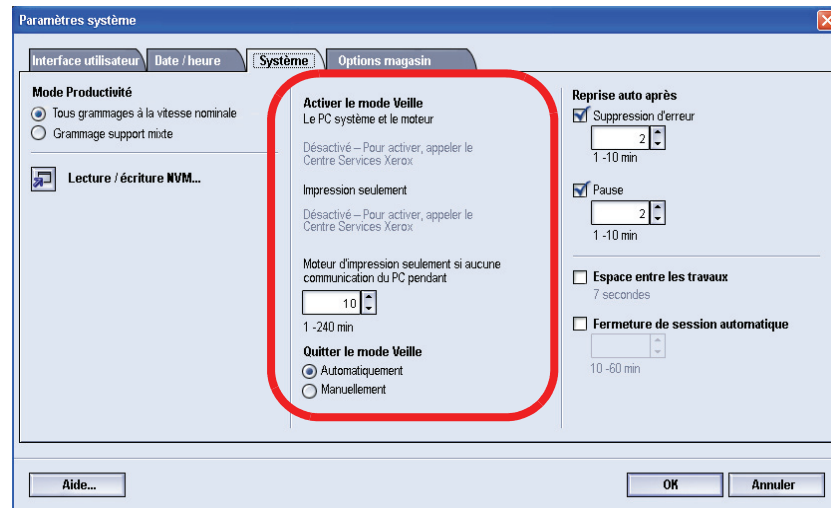 Paramètres système
Interface utilisateur
Date / heure
Système
Options magasin
Mode Productivité
Tous grammages à la vitesse nominale
Grammage support mixte
Lecture / écriture NVM...
Activer le mode Veille
Le PC système et le moteur
Désactivé – Pour activer, appeler le
Centre Services Xerox
Impression seulement
Désactivé – Pour activer, appeler le
Centre Services Xerox
Moteur d'impression seulement si aucune
communication du PC pendant
10
1 -240 min
Quitter le mode Veille
Automatiquement
Manuellement
Reprise auto après
Suppression d'erreur
2
1 -10 min
Pause
2
1 -10 min
Espace entre les travaux
7 secondes
Fermeture de session automatique
10 -60 min
Aide...
OK
Annuler